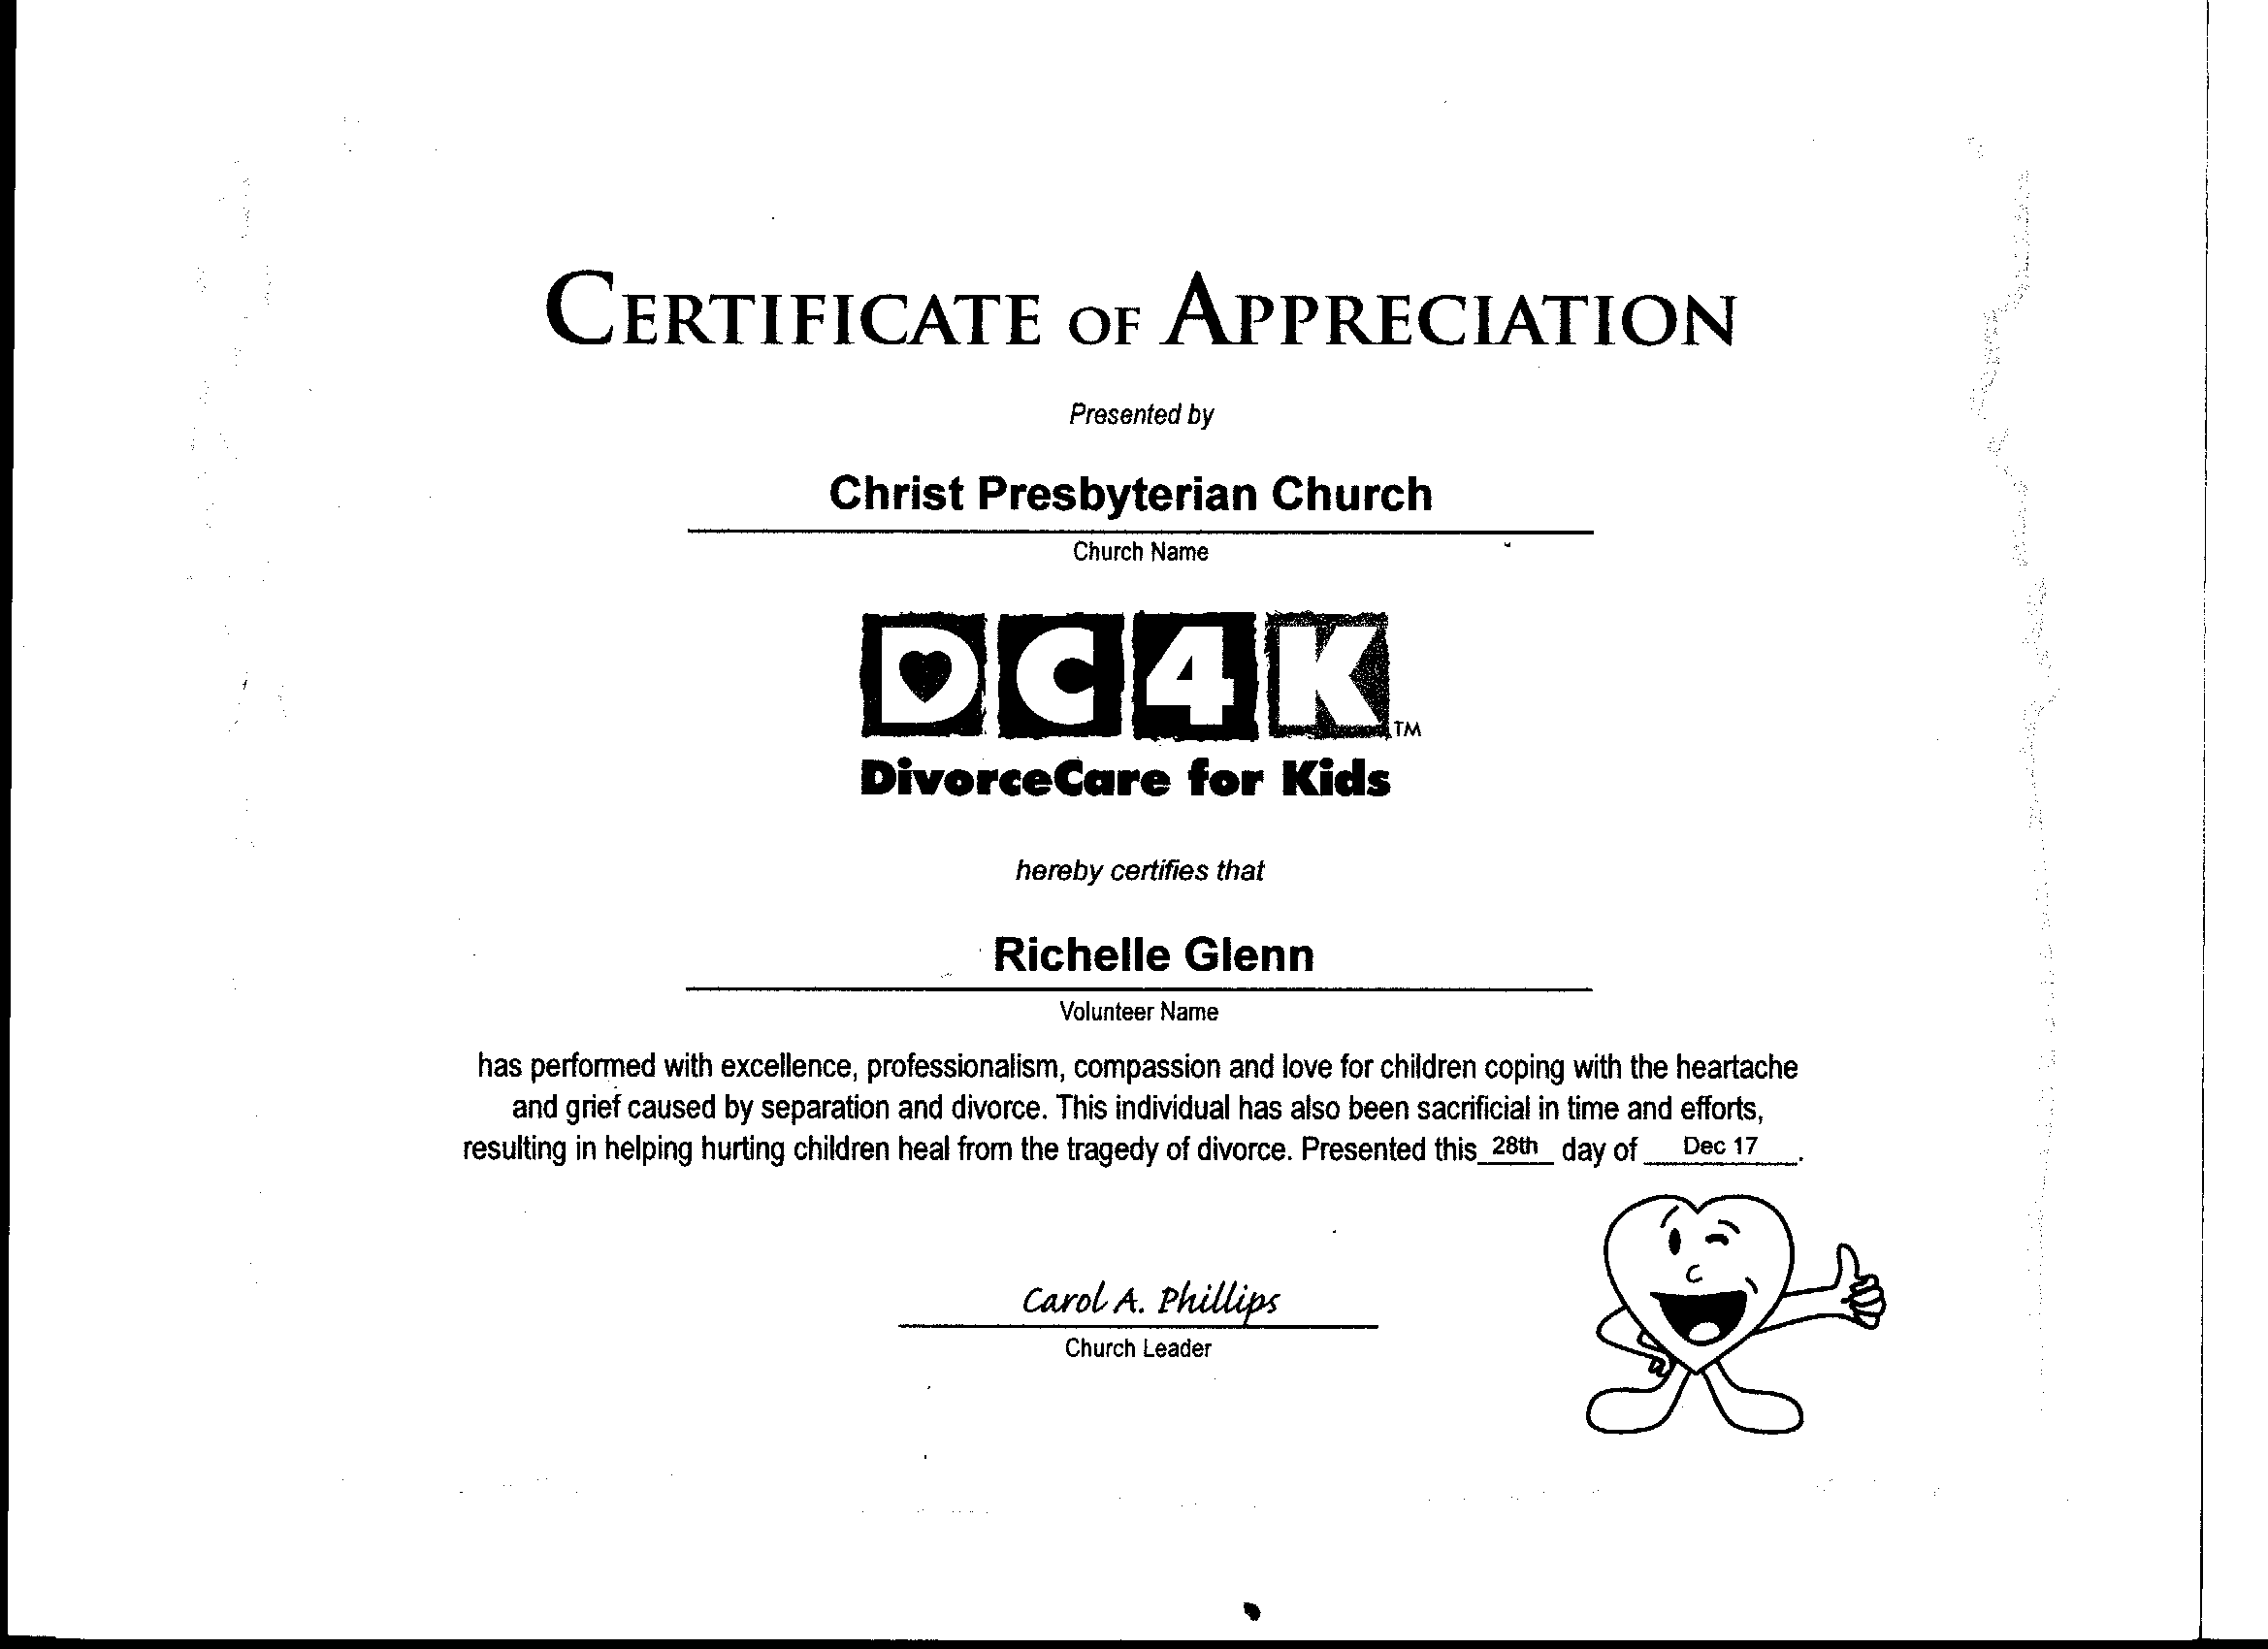 CERTIFICATE OF APPRECIATION
Presented by
Christ Presbyterian Church
Church Name
DC4K™
DivorceCare for Kids
hereby certifies that
Richelle Glenn
Volunteer Name
has performed with excellence, professionalism, compassion and love for children coping with the heartache
and grief caused by separation and divorce. This individual has also been sacrificial in time and efforts,
resulting in helping hurting children heal from the tragedy of divorce. Presented this 28th day of Dec 17.
Carol A. Phillips
Church Leader